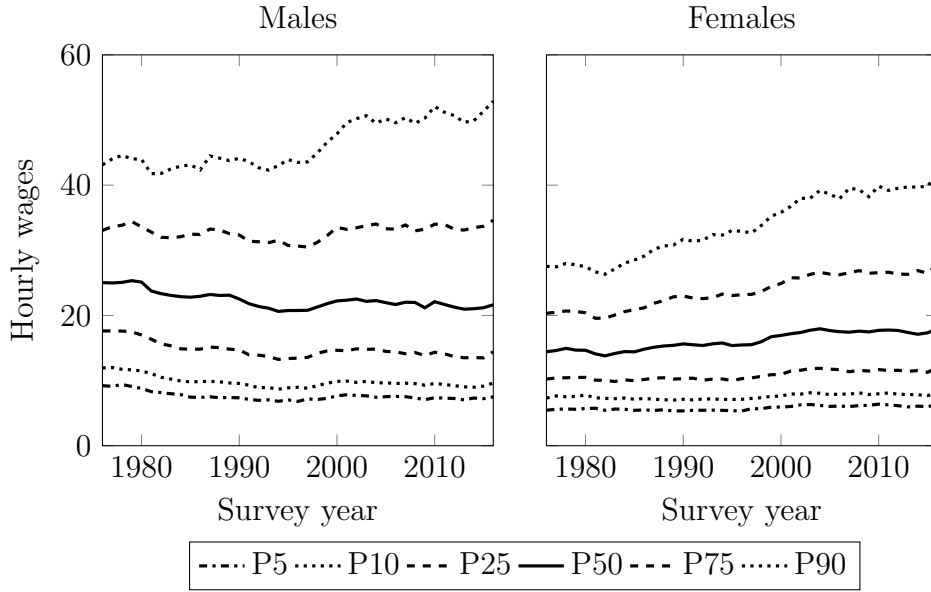 Males Females
60
40
20
0
Hourly wages
1980 1990 2000 2010 1980 1990 2000 2010
Survey year Survey year
P5 P10 P25 P50 P75 P90